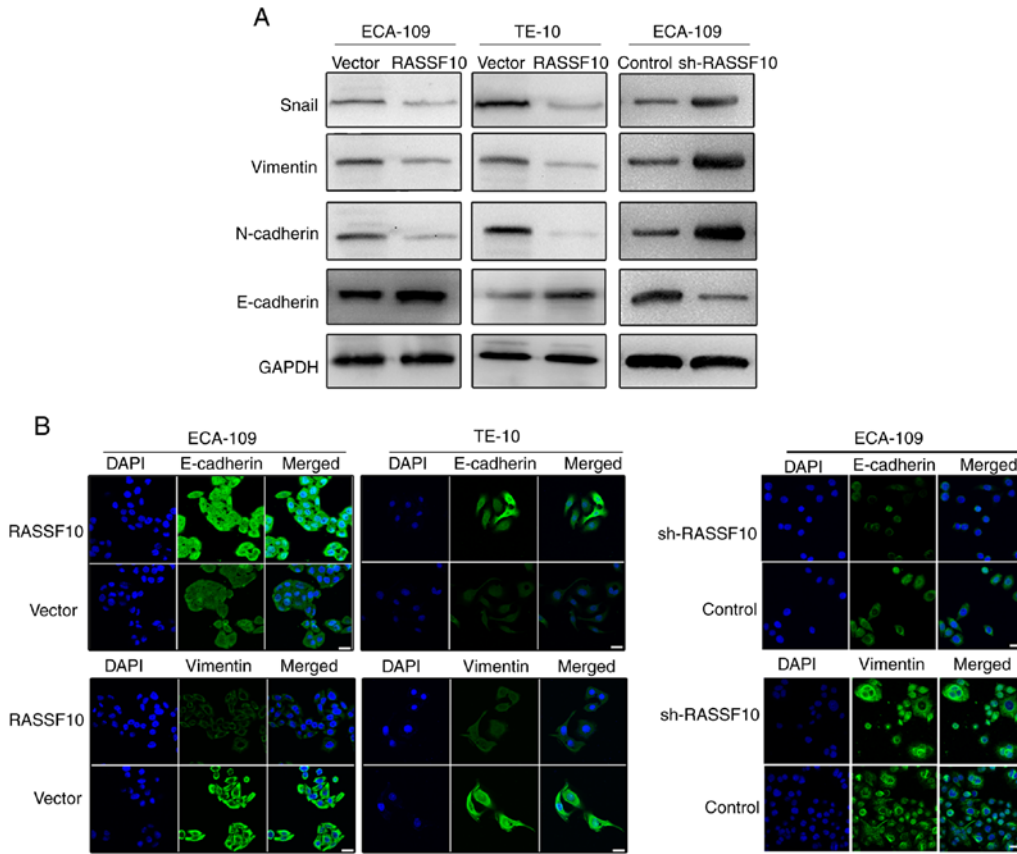 A
ECA-109 TE-10 ECA-109
Vector RASSF10 Vector RASSF10 Control sh-RASSF10
Snail
Vimentin
N-cadherin
E-cadherin
GAPDH
B
ECA-109 TE-10 ECA-109
DAPI E-cadherin Merged DAPI E-cadherin Merged DAPI E-cadherin Merged
RASSF10 sh-RASSF10
Vector Control
DAPI Vimentin Merged DAPI Vimentin Merged DAPI Vimentin Merged
RASSF10 sh-RASSF10
Vector Control